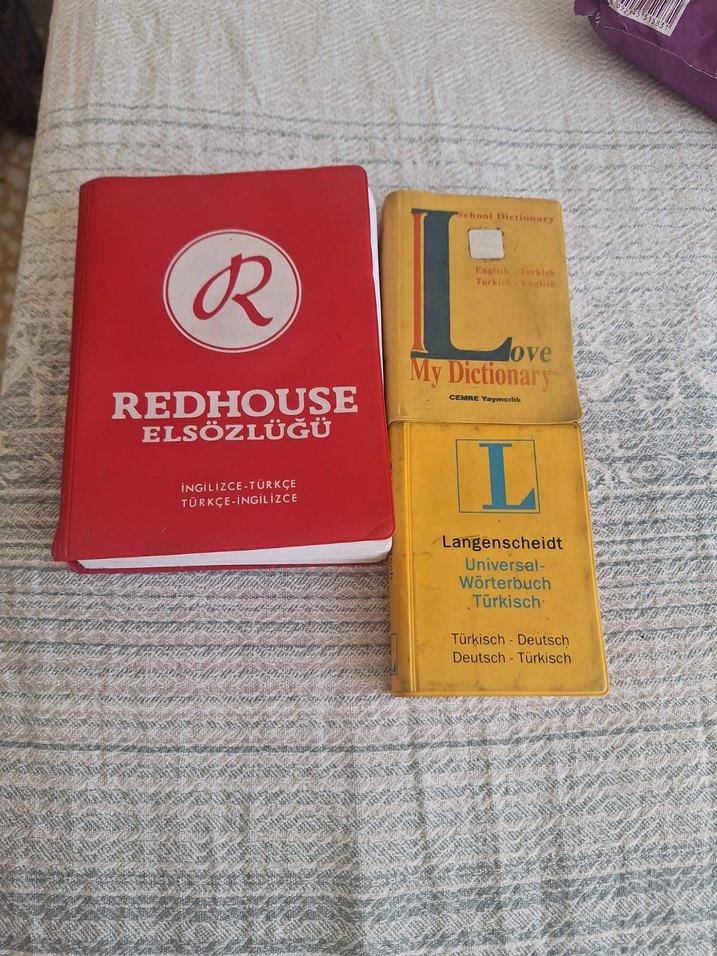 R
REDHOUSE
ELSÖZLÜĞÜ
İNGİLİZCE-TÜRKÇE
TÜRKÇE-İNGİLİZCE
School Dictionary
English - Turkish
Turkish - English
Love
My Dictionary
CEMRE Yayıncılık
L
Langenscheidt
Universal-
Wörterbuch
Türkisch
Türkisch - Deutsch
Deutsch - Türkisch
L